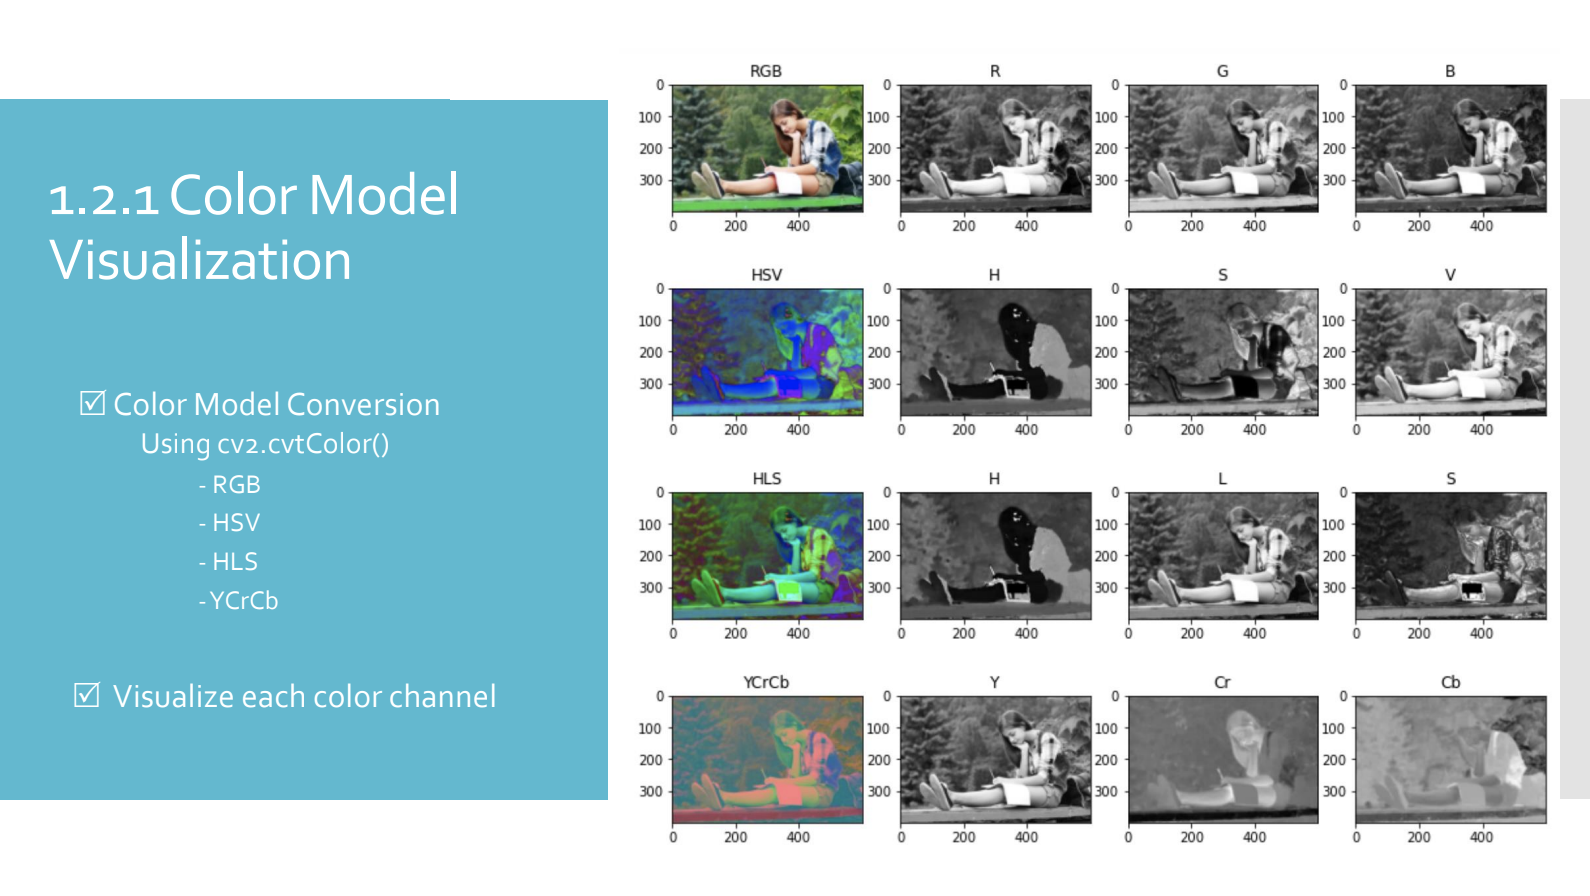 1.2.1 Color Model
Visualization
☑ Color Model Conversion
Using cv2.cvtColor()
- RGB
- HSV
- HLS
- YCrCb
☑ Visualize each color channel
RGB R G B
0 0 0 0
100 100 100 100
200 200 200 200
300 300 300 300
0 200 400 0 200 400 0 200 400 0 200 400
HSV H S V
0 0 0 0
100 100 100 100
200 200 200 200
300 300 300 300
0 200 400 0 200 400 0 200 400 0 200 400
HLS H L S
0 0 0 0
100 100 100 100
200 200 200 200
300 300 300 300
0 200 400 0 200 400 0 200 400 0 200 400
YCrCb Y Cr Cb
0 0 0 0
100 100 100 100
200 200 200 200
300 300 300 300
0 200 400 0 200 400 0 200 400 0 200 400